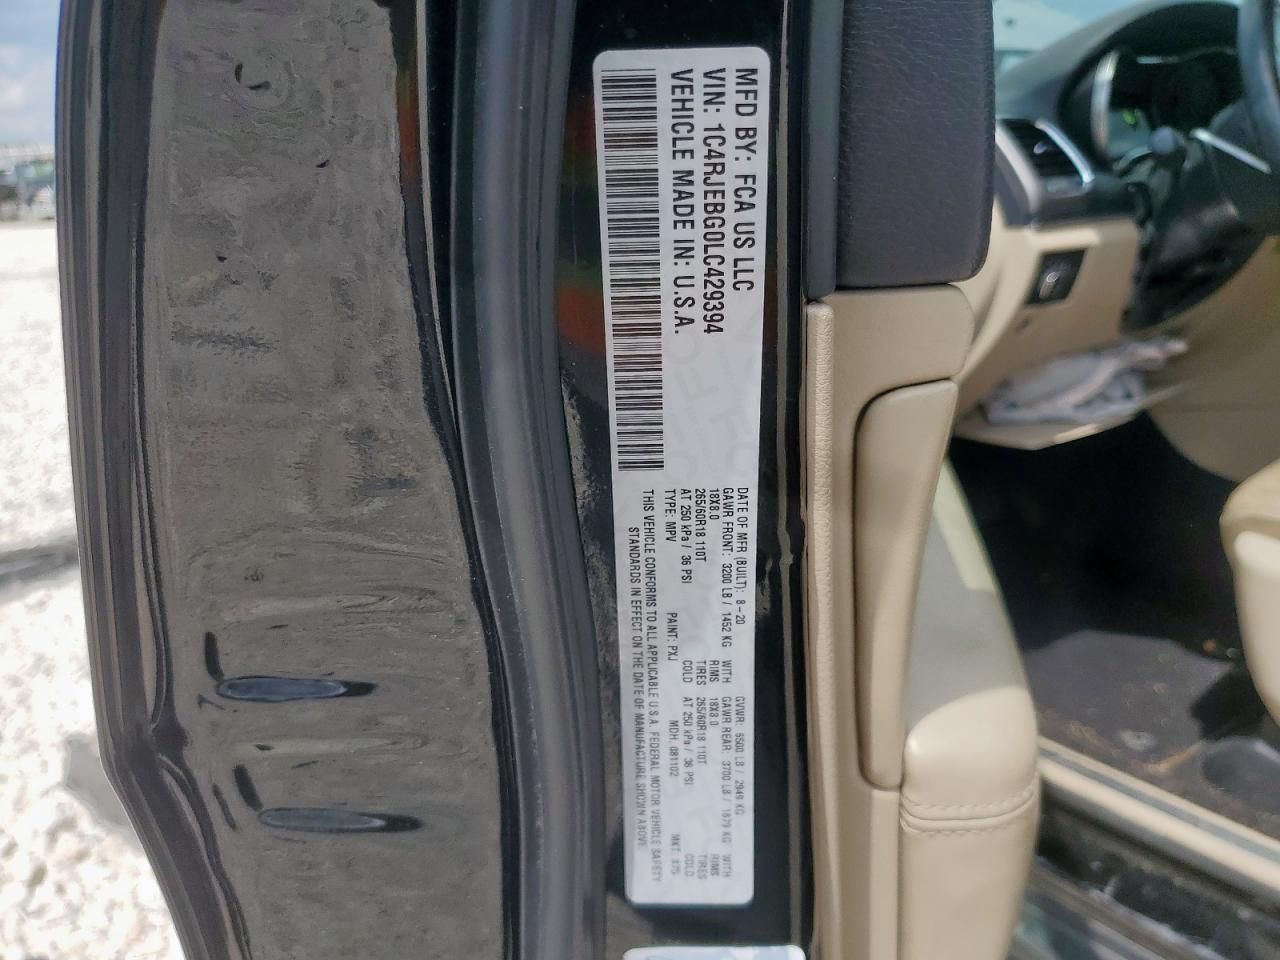 MFD BY: FCA US LLC
VIN: 1C4RJEBG0LC429394
VEHICLE MADE IN: U.S.A.
DATE OF MFR (BUILT): 8-20 GVWR: 6500 LB / 2949 KG
GAWR FRONT: 3200 LB / 1452 KG WITH GAWR REAR: 3700 LB / 1679 KG WITH
18X8.0 RIMS 18X8.0 RIMS
265/60R18 110T TIRES 265/60R18 110T TIRES
AT 250 kPa / 36 PSI COLD AT 250 kPa / 36 PSI COLD
TYPE: MPV PAINT: PXJ MDH: 081102 MKT:
THIS VEHICLE CONFORMS TO ALL APPLICABLE U.S.A. FEDERAL MOTOR VEHICLE SAFETY
STANDARDS IN EFFECT ON THE DATE OF MANUFACTURE SHOWN ABOVE